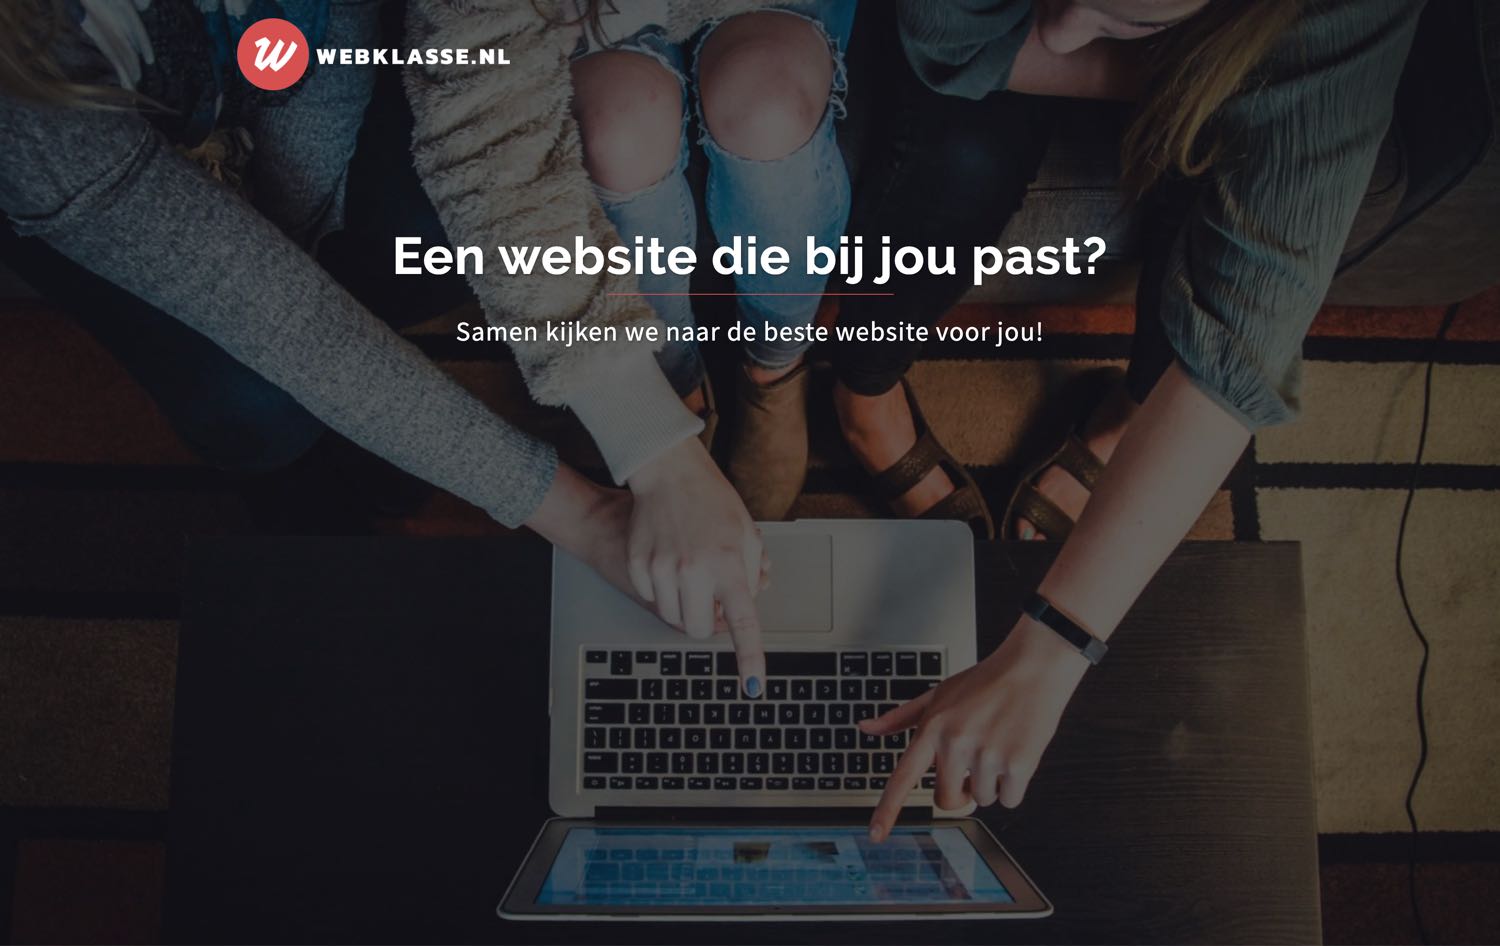 W WEBKLASSE.NL
Een website die bij jou past?
Samen kijken we naar de beste website voor jou!